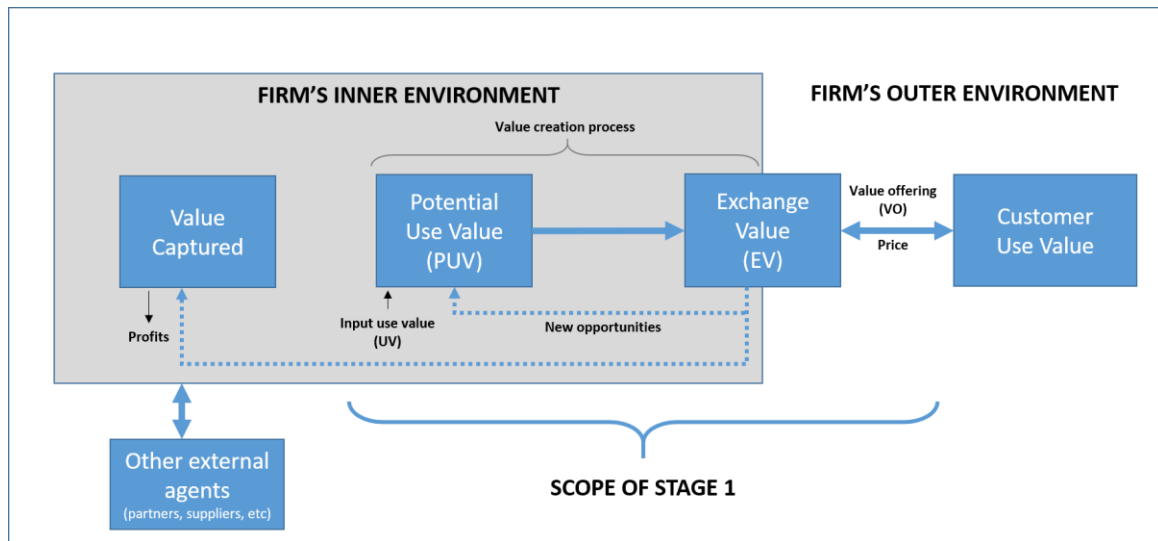 FIRM'S INNER ENVIRONMENT
FIRM'S OUTER ENVIRONMENT
Value creation process
Value
Captured
Potential
Use Value
(PUV)
Exchange
Value
(EV)
Value offering
(VO)
Price
Customer
Use Value
Profits
Input use value
(UV)
New opportunities
Other external
agents
(partners, suppliers, etc)
SCOPE OF STAGE 1